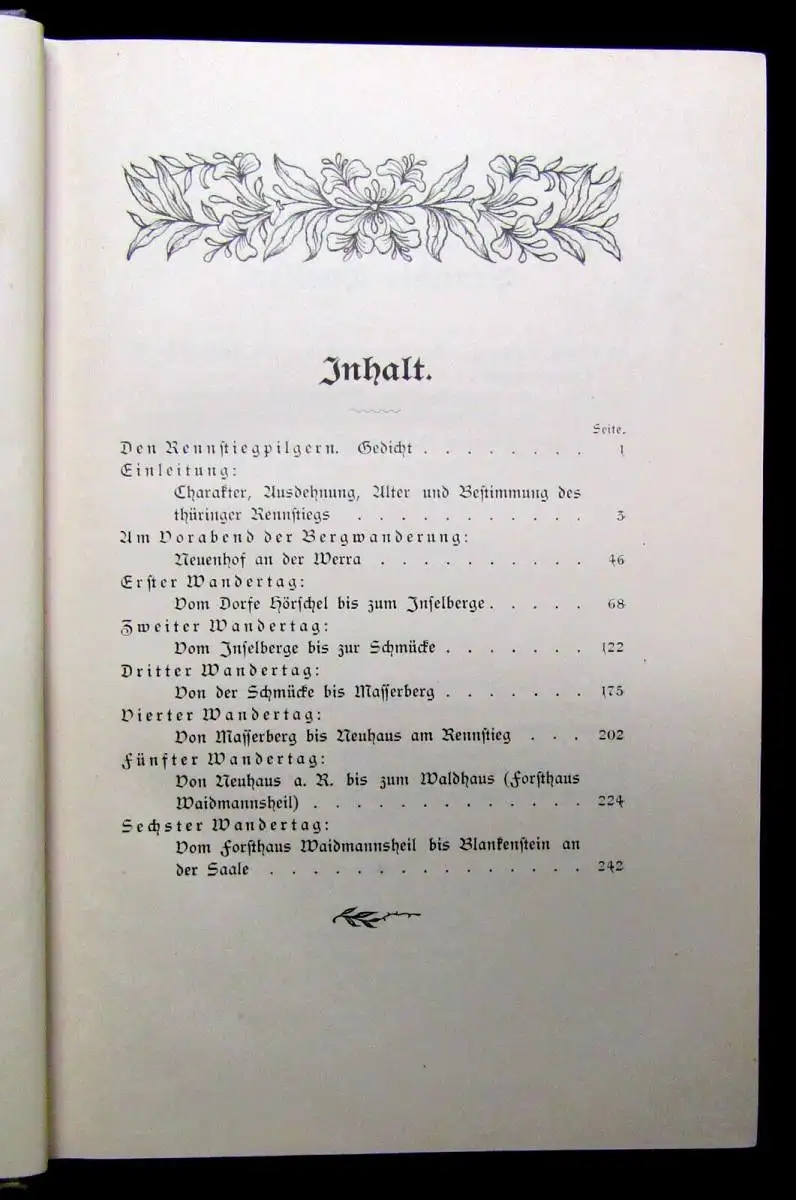 Inhalt.
Seite.
Den Rennſtiegpilgern. Gedicht . . . . . . . . 1
Einleitung:
Charakter, Ausdehnung, Alter und Beſtimmung des
thüringer Rennſtiegs . . . . . . . . . . . 3
Am Vorabend der Bergwanderung:
Neuenhof an der Werra . . . . . . . . . . 46
Erſter Wandertag:
Vom Dorfe Hörſchel bis zum Inſelberge . . . . . 68
Zweiter Wandertag:
Vom Inſelberge bis zur Schmücke . . . . . . . 122
Dritter Wandertag:
Von der Schmücke bis Maſſerberg . . . . . . . 175
Vierter Wandertag:
Von Maſſerberg bis Neuhaus am Rennſtieg . . . 202
Fünfter Wandertag:
Von Neuhaus a. R. bis zum Waldhaus (Forſthaus
Waidmannsheil) . . . . . . . . . . . . . 224
Sechster Wandertag:
Vom Forſthaus Waidmannsheil bis Blankenſtein an
der Saale . . . . . . . . . . . . . . . 242